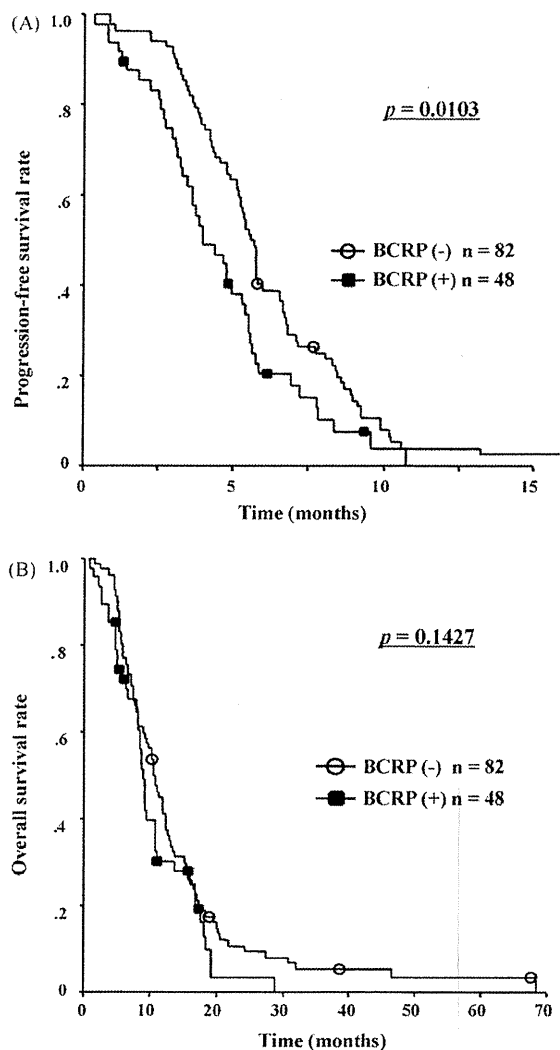 (A)
1.0
.8
.6
.4
.2
0
Progression-free survival rate
p = 0.0103
BCRP (-) n = 82
BCRP (+) n = 48
0 5 10 15
Time (months)
(B)
1.0
.8
.6
.4
.2
0
Overall survival rate
p = 0.1427
BCRP (-) n = 82
BCRP (+) n = 48
0 10 20 30 40 50 60 70
Time (months)